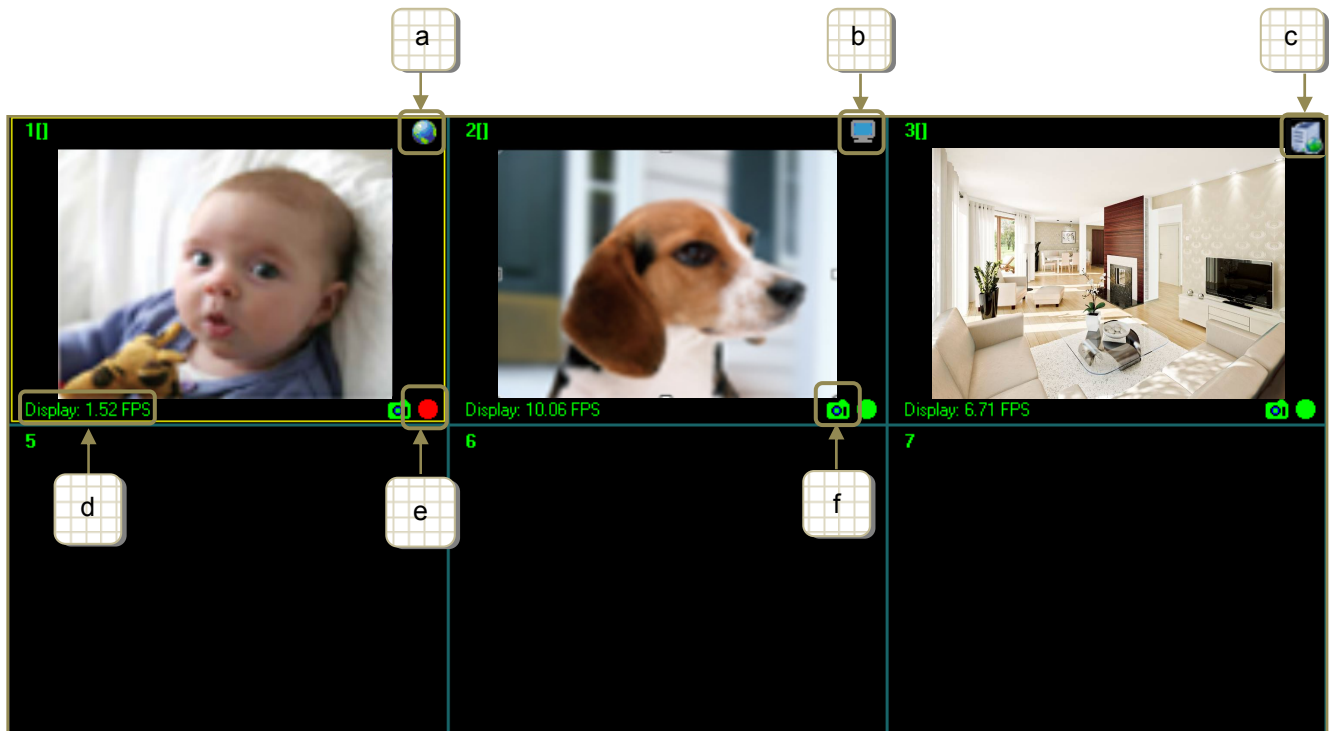 a
b
c
1[]
2[]
3[]
Display: 1.52 FPS
Display: 10.06 FPS
Display: 6.71 FPS
5
6
7
d
e
f